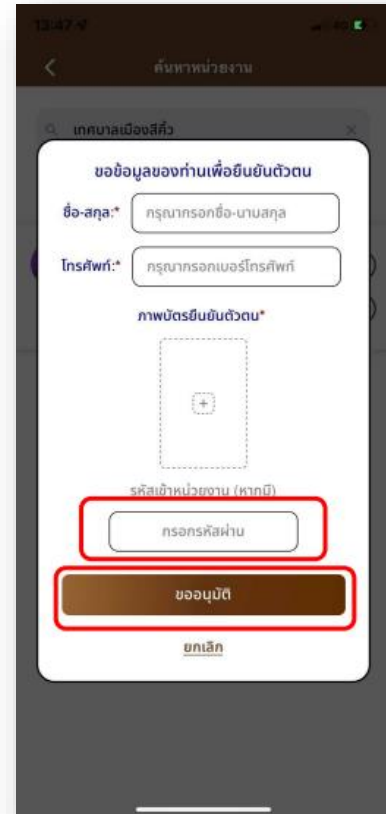 13:47
4G
ค้นหาหน่วยงาน
เทศบาลเมืองสีคิ้ว
ขอข้อมูลของท่านเพื่อยืนยันตัวตน
ชื่อ-สกุล:* กรุณากรอกชื่อ-นามสกุล
โทรศัพท์:* กรุณากรอกเบอร์โทรศัพท์
ภาพบัตรยืนยันตัวตน*
รหัสเข้าหน่วยงาน (หากมี)
กรอกรหัสผ่าน
ขออนุมัติ
ยกเลิก